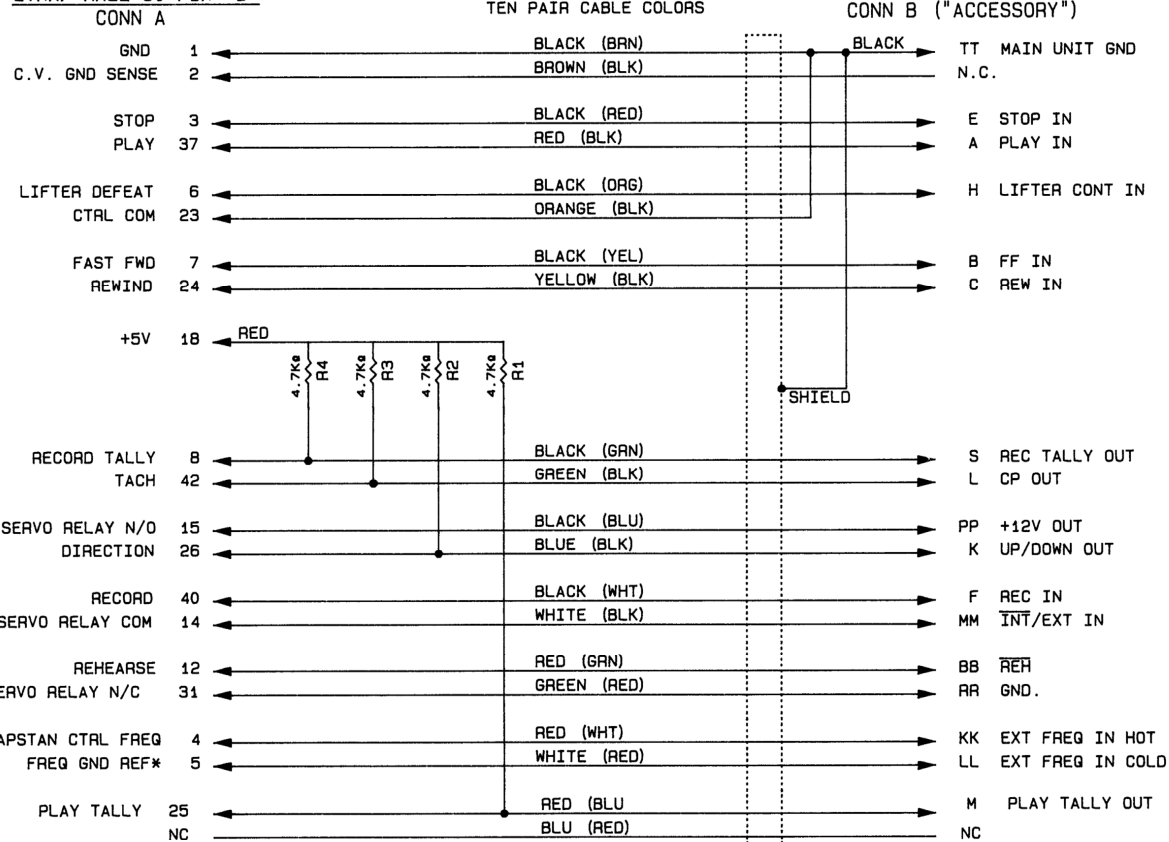 CONN A
TEN PAIR CABLE COLORS
CONN B ("ACCESSORY")
GND 1 BLACK (BRN) BLACK TT MAIN UNIT GND
C.V. GND SENSE 2 BROWN (BLK) N.C.
STOP 3 BLACK (RED) E STOP IN
PLAY 37 RED (BLK) A PLAY IN
LIFTER DEFEAT 6 BLACK (ORG) H LIFTER CONT IN
CTRL COM 23 ORANGE (BLK)
FAST FWD 7 BLACK (YEL) B FF IN
REWIND 24 YELLOW (BLK) C REW IN
+5V 18 RED
4.7KΩ R4 4.7KΩ R3 4.7KΩ R2 4.7KΩ R1
SHIELD
RECORD TALLY 8 BLACK (GRN) S REC TALLY OUT
TACH 42 GREEN (BLK) L CP OUT
SERVO RELAY N/O 15 BLACK (BLU) PP +12V OUT
DIRECTION 26 BLUE (BLK) K UP/DOWN OUT
RECORD 40 BLACK (WHT) F REC IN
SERVO RELAY COM 14 WHITE (BLK) MM INT/EXT IN
REHEARSE 12 RED (GRN) BB REH
ERVO RELAY N/C 31 GREEN (RED) RR GND.
APSTAN CTRL FREQ 4 RED (WHT) KK EXT FREQ IN HOT
FREQ GND REF* 5 WHITE (RED) LL EXT FREQ IN COLD
PLAY TALLY 25 RED (BLU M PLAY TALLY OUT
NC BLU (RED) NC